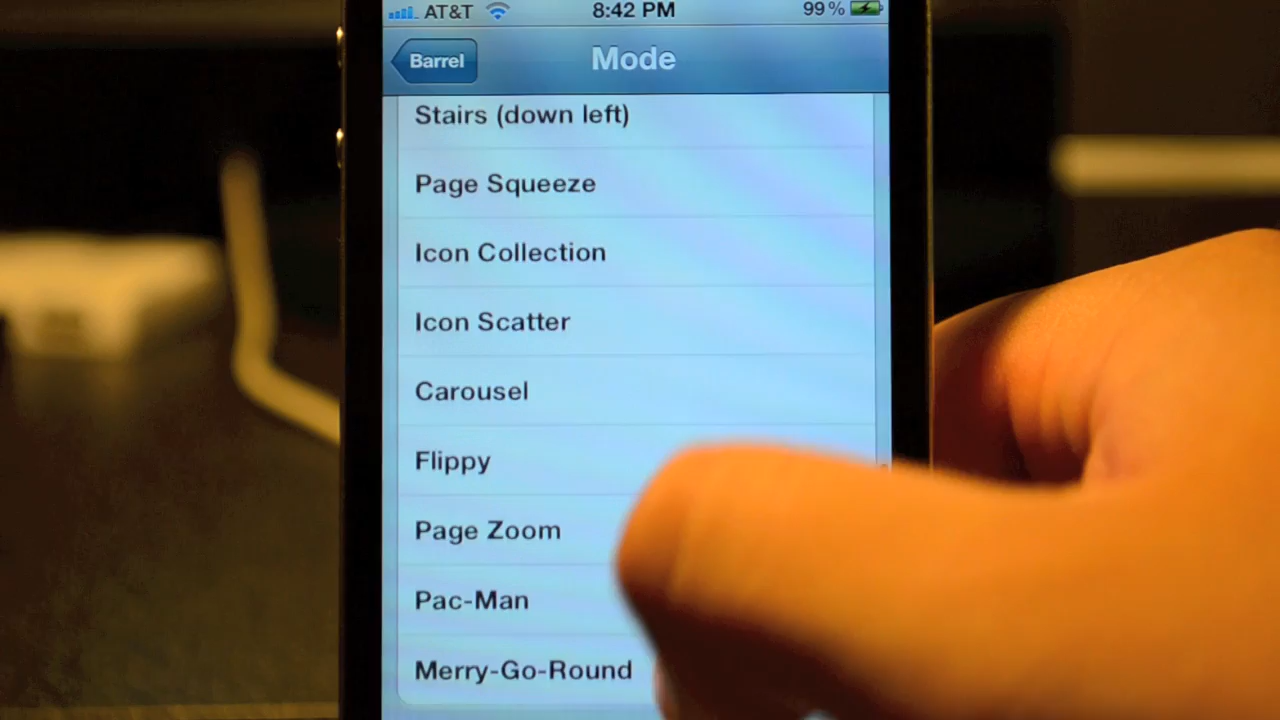 AT&T 8:42 PM 99%
Barrel Mode
Stairs (down left)
Page Squeeze
Icon Collection
Icon Scatter
Carousel
Flippy
Page Zoom
Pac-Man
Merry-Go-Round